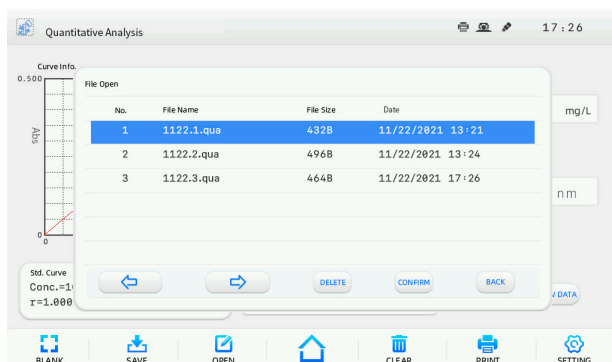 Quantitative Analysis 17:26
Curve Info.
0.500
File Open
No. File Name File Size Date
1 1122.1.qua 432B 11/22/2021 13:21
2 1122.2.qua 496B 11/22/2021 13:24
3 1122.3.qua 464B 11/22/2021 17:26
mg/L
Abs
nm
0
0
Std. Curve
Conc.=1
r=1.000
DELETE CONFIRM BACK
DATA
BLANK SAVE OPEN CLEAR PRINT SETTING